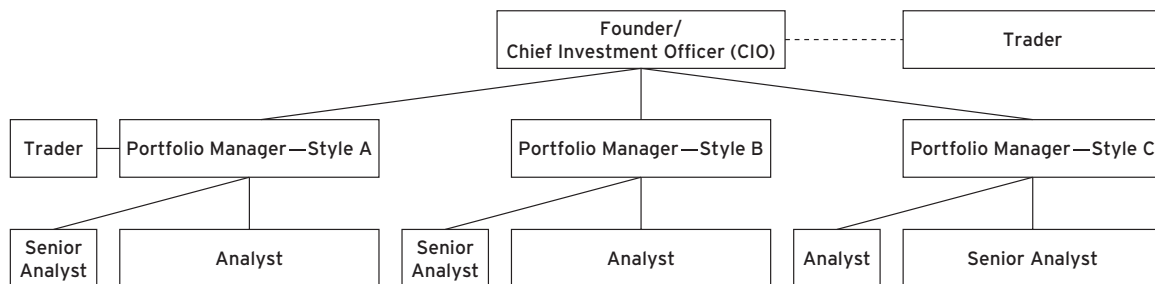 Founder/
Chief Investment Officer (CIO)
Trader
Trader
Portfolio Manager—Style A
Portfolio Manager—Style B
Portfolio Manager—Style C
Senior
Analyst
Analyst
Senior
Analyst
Analyst
Analyst
Senior Analyst